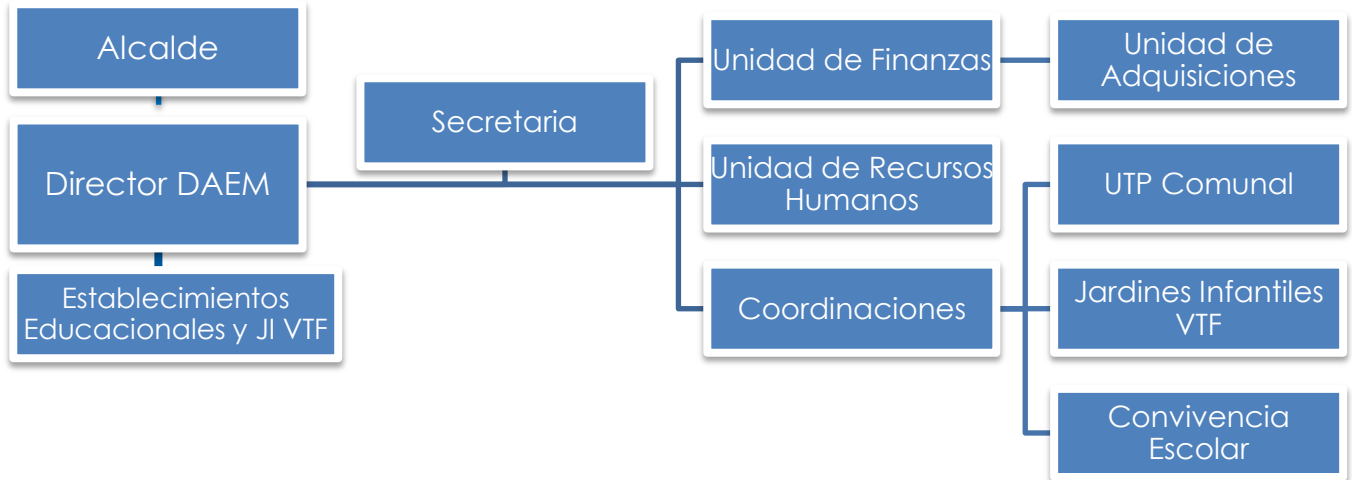 Alcalde
Director DAEM
Establecimientos
Educacionales y JI VTF
Secretaria
Unidad de Finanzas
Unidad de Recursos
Humanos
Coordinaciones
Unidad de
Adquisiciones
UTP Comunal
Jardines Infantiles
VTF
Convivencia
Escolar